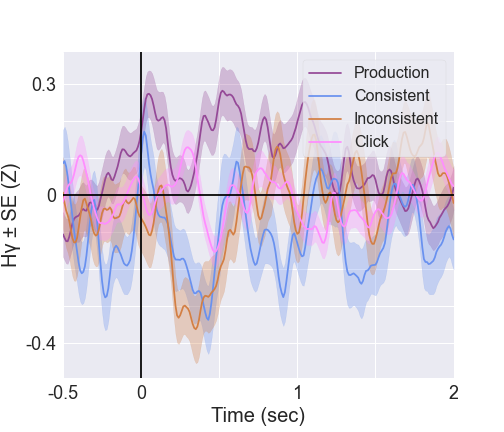 Production
Consistent
Inconsistent
Click
0.3
0
-0.4
Hγ ± SE (Z)
-0.5
0
1
2
Time (sec)